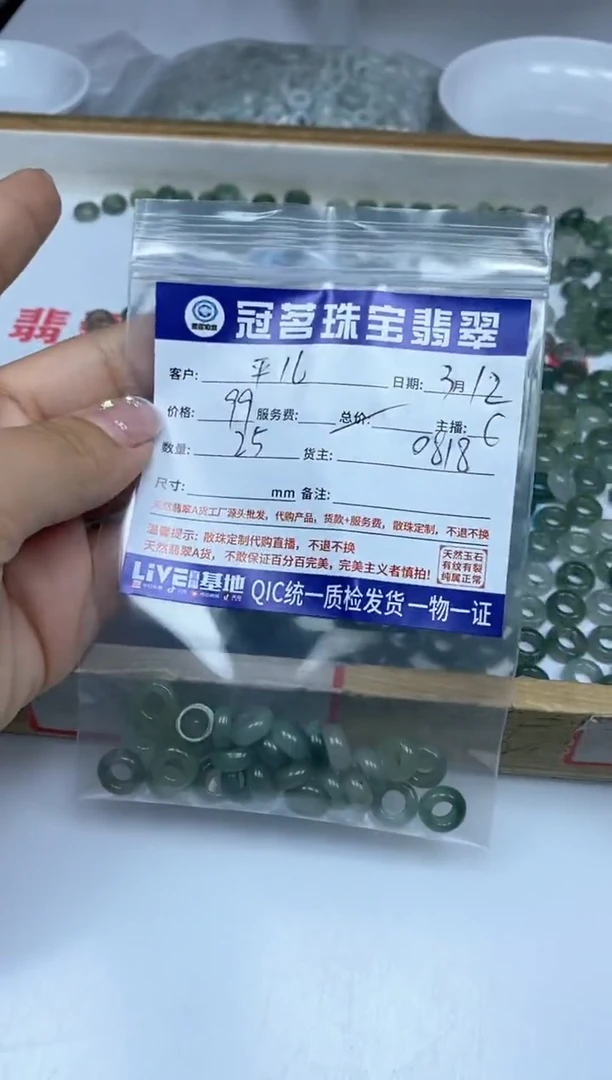 冠茗珠宝翡翠
客户: 平16 日期: 3月12
价格: 99 服务费: 总价: 主播: C
数量: 25 货主: 0818
尺寸: mm 备注:
天然翡翠A货工厂源头批发，代购产品，货款+服务费，散珠定制，不退不换
温馨提示: 散珠定制代购直播，不退不换
天然翡翠A货，不敢保证百分百完美，完美主义者慎拍!
天然玉石
有纹有裂
纯属正常
LiVE基地 QIC统一质检发货 一物一证
翡